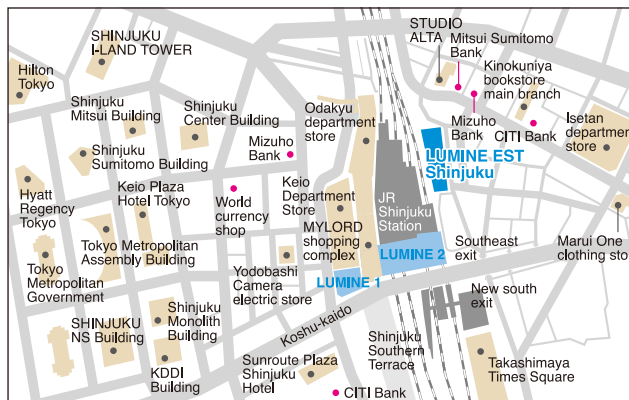 SHINJUKU
I-LAND TOWER
Hilton
Tokyo
Shinjuku
Mitsui Building
Shinjuku
Center Building
Shinjuku
Sumitomo Building
Mizuho
Bank
Odakyu
department
store
STUDIO
ALTA
Mitsui Sumitomo
Bank
Kinokuniya
bookstore
main branch
Mizuho
Bank
CITI Bank
Isetan
department
store
LUMINE EST
Shinjuku
Hyatt
Regency
Tokyo
Keio Plaza
Hotel Tokyo
World
currency
shop
Keio
Department
Store
JR
Shinjuku
Station
MYLORD
shopping
complex
Tokyo Metropolitan
Assembly Building
Tokyo
Metropolitan
Government
Yodobashi
Camera
electric store
LUMINE 1
LUMINE 2
Southeast
exit
Marui One
clothing sto
New south
exit
Koshu-kaido
SHINJUKU
NS Building
Shinjuku
Monolith
Building
KDDI
Building
Sunroute Plaza
Shinjuku
Hotel
Shinjuku
Southern
Terrace
Takashimaya
Times Square
CITI Bank